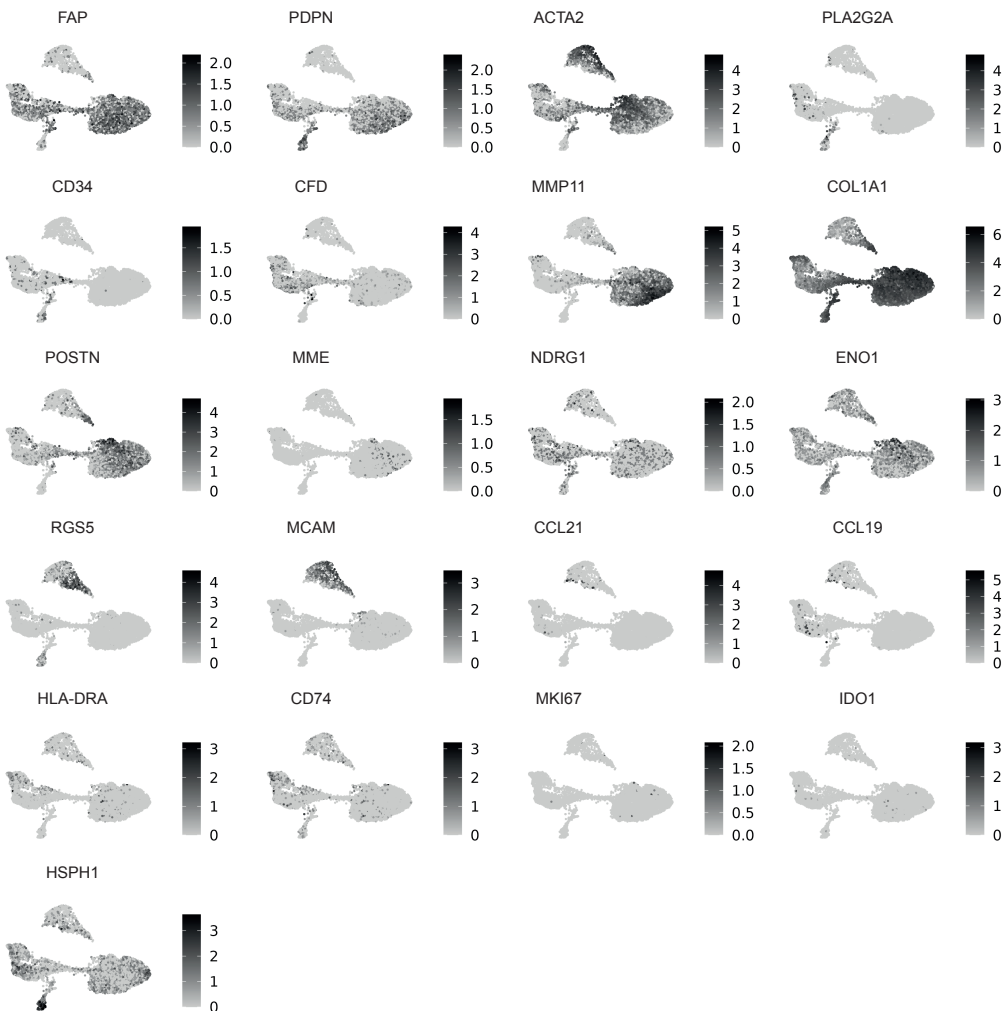 FAP PDPN ACTA2 PLA2G2A
2.0 2.0 4 4
1.5 1.5 3 3
1.0 1.0 2 2
0.5 0.5 1 1
0.0 0.0 0 0
CD34 CFD MMP11 COL1A1
1.5 4 5 6
1.0 3 4 4
0.5 2 3 2
0.0 1 2 0
0 1
0
POSTN MME NDRG1 ENO1
4 1.5 2.0 3
3 1.0 1.5 2
2 0.5 1.0 1
1 0.0 0.5 0
0 0.0
RGS5 MCAM CCL21 CCL19
4 3 4 5
3 2 3 4
2 1 2 3
1 0 1 2
0 0 1
0
HLA-DRA CD74 MKI67 IDO1
3 3 2.0 3
2 2 1.5 2
1 1 1.0 1
0 0 0.5 0
0.0
HSPH1
3
2
1
0